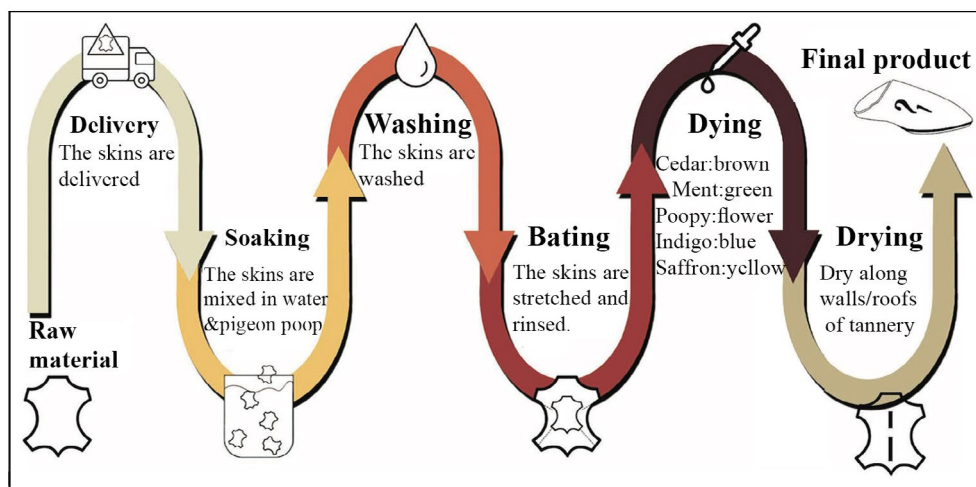 Raw
material
Delivery
The skins are
delivered
Soaking
The skins are
mixed in water
&pigeon poop
Washing
The skins are
washed
Bating
The skins are
stretched and
rinsed.
Dying
Cedar:brown
Ment:green
Poopy:flower
Indigo:blue
Saffron:yellow
Drying
Dry along
walls/roofs
of tannery
Final product